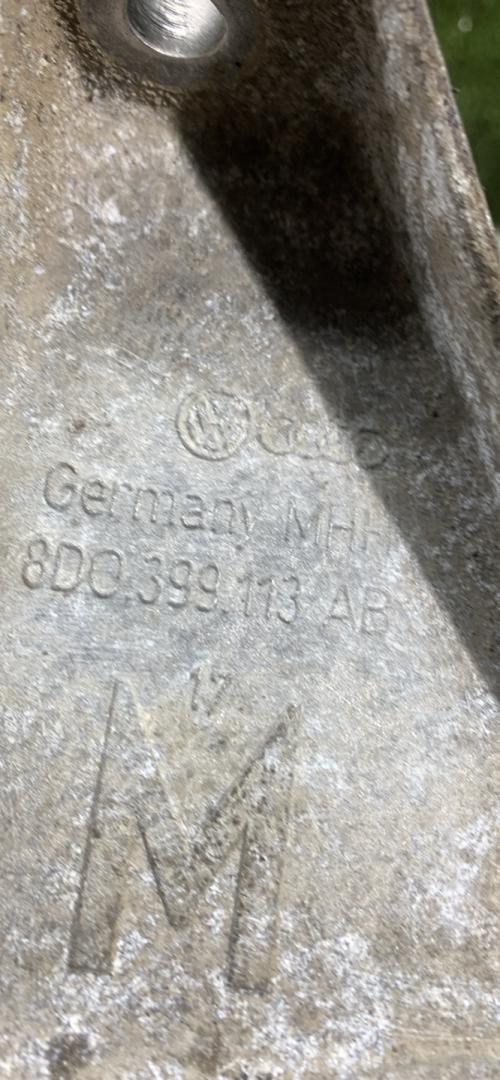 Audi
Germany MHH
8D0.399.113 AB
17
M